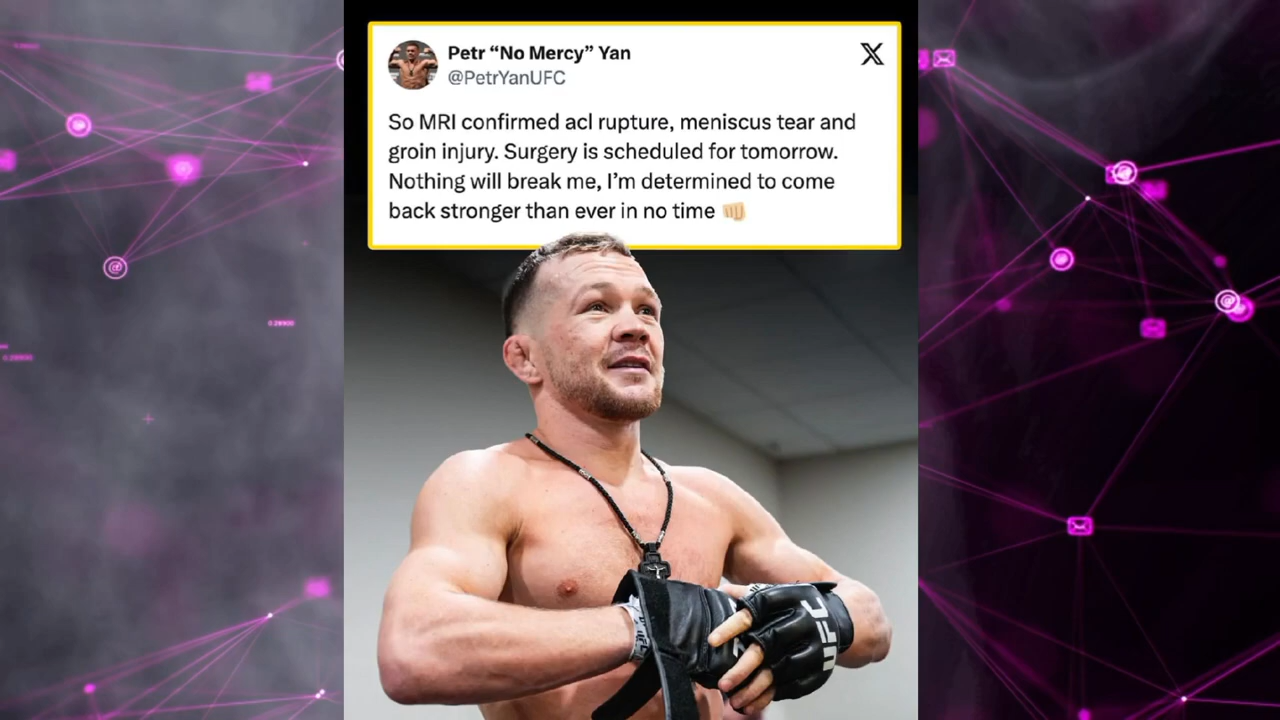 Petr “No Mercy” Yan
@PetrYanUFC
So MRI confirmed acl rupture, meniscus tear and
groin injury. Surgery is scheduled for tomorrow.
Nothing will break me, I’m determined to come
back stronger than ever in no time 👊🏻
UFC